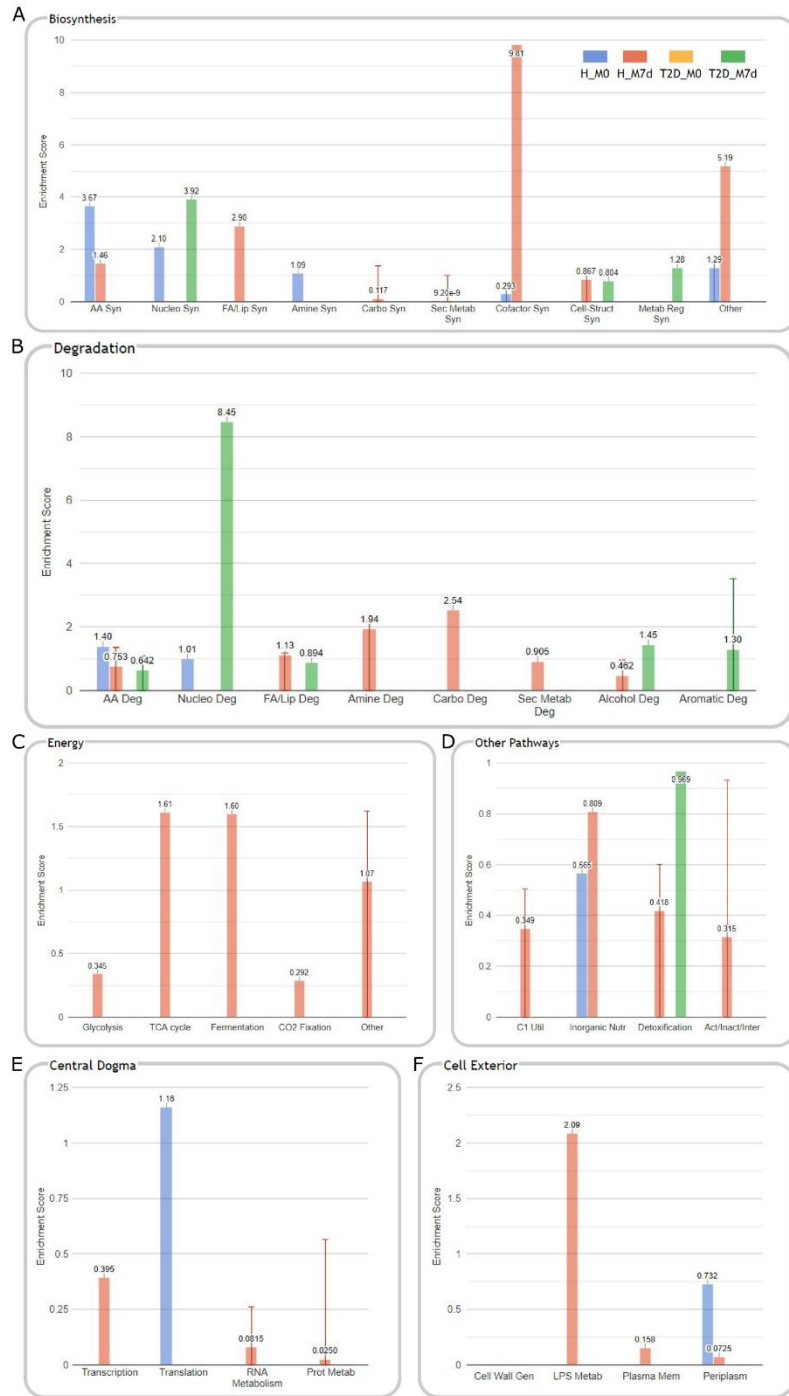 A
Biosynthesis
10
9.81
H_M0 H_M7d T2D_M0 T2D_M7d
8
6
5.19
4
3.92
3.67
2.90
2.10
2
1.46
1.09
1.28
1.29
0.117
9.20e-9
0.293
0.867
0.804
0
Enrichment Score
AA Syn Nucleo Syn FA/Lip Syn Amine Syn Carbo Syn Sec Metab Cofactor Syn Cell-Struct Metab Reg Other
Syn Syn Syn
B
Degradation
10
8.45
8
6
4
2.54
2
1.94
1.40
0.753
0.642
1.01
1.13
0.894
0.905
0.462
1.45
1.30
0
Enrichment Score
AA Deg Nucleo Deg FA/Lip Deg Amine Deg Carbo Deg Sec Metab Alcohol Deg Aromatic Deg
Deg
C
Energy
2
1.61
1.60
1.5
1.07
1
0.5
0.345
0.292
0
Enrichment Score
Glycolysis TCA cycle Fermentation CO2 Fixation Other
D
Other Pathways
1
0.969
0.809
0.8
0.6
0.565
0.418
0.4
0.349
0.315
0.2
0
Enrichment Score
C1 Util Inorganic Nutr Detoxification Act/Inact/Inter
E
Central Dogma
1.25
1.16
1
0.75
0.5
0.395
0.25
0.0815
0.0250
0
Enrichment Score
Transcription Translation RNA Prot Metab
Metabolism
F
Cell Exterior
2.5
2.09
2
1.5
1
0.732
0.5
0.158
0.0725
0
Enrichment Score
Cell Wall Gen LPS Metab Plasma Mem Periplasm